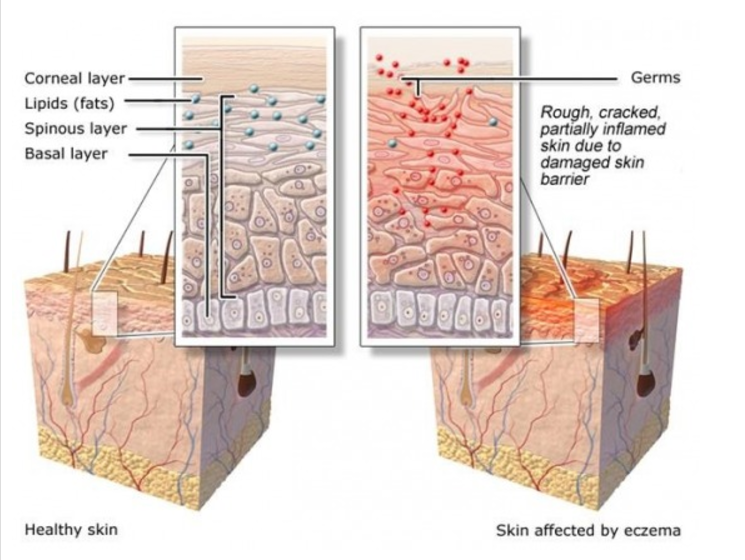 Corneal layer
Lipids (fats)
Spinous layer
Basal layer
Germs
Rough, cracked,
partially inflamed
skin due to
damaged skin
barrier
Healthy skin
Skin affected by eczema